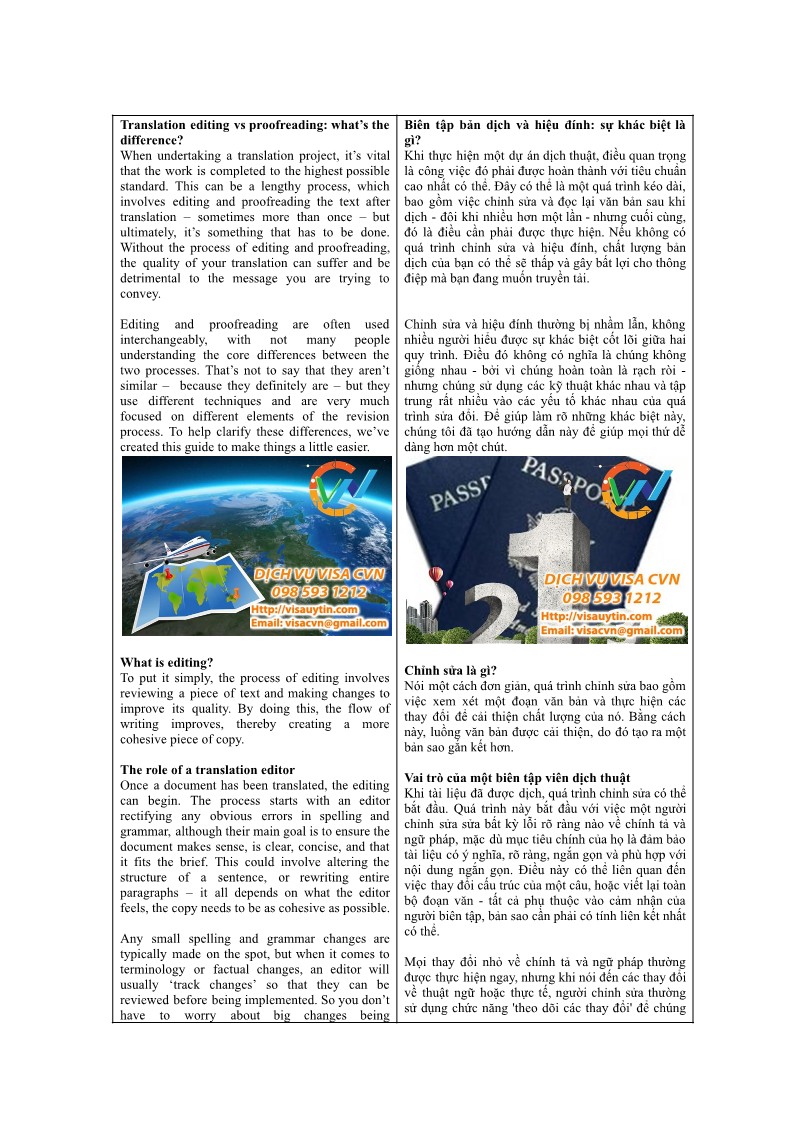 Translation editing vs proofreading: what's the
difference?
When undertaking a translation project, it's vital
that the work is completed to the highest possible
standard. This can be a lengthy process, which
involves editing and proofreading the text after
translation – sometimes more than once – but
ultimately, it's something that has to be done.
Without the process of editing and proofreading,
the quality of your translation can suffer and be
detrimental to the message you are trying to
convey.
Editing and proofreading are often used
interchangeably, with not many people
understanding the core differences between the
two processes. That's not to say that they aren't
similar – because they definitely are – but they
use different techniques and are very much
focused on different elements of the revision
process. To help clarify these differences, we've
created this guide to make things a little easier.
CVN
DỊCH VỤ VISA CVN
098 593 1212
Http://visauytin.com
Email: visacvn@gmail.com
What is editing?
To put it simply, the process of editing involves
reviewing a piece of text and making changes to
improve its quality. By doing this, the flow of
writing improves, thereby creating a more
cohesive piece of copy.
The role of a translation editor
Once a document has been translated, the editing
can begin. The process starts with an editor
rectifying any obvious errors in spelling and
grammar, although their main goal is to ensure the
document makes sense, is clear, concise, and that
it fits the brief. This could involve altering the
structure of a sentence, or rewriting entire
paragraphs – it all depends on what the editor
feels, the copy needs to be as cohesive as possible.
Any small spelling and grammar changes are
typically made on the spot, but when it comes to
terminology or factual changes, an editor will
usually 'track changes' so that they can be
reviewed before being implemented. So you don't
have to worry about big changes being
Biên tập bản dịch và hiệu đính: sự khác biệt là
gì?
Khi thực hiện một dự án dịch thuật, điều quan trọng
là công việc đó phải được hoàn thành với tiêu chuẩn
cao nhất có thể. Đây có thể là một quá trình kéo dài,
bao gồm việc chỉnh sửa và đọc lại văn bản sau khi
dịch - đôi khi nhiều hơn một lần - nhưng cuối cùng,
đó là điều cần phải được thực hiện. Nếu không có
quá trình chỉnh sửa và hiệu đính, chất lượng bản
dịch của bạn có thể sẽ thấp và gây bất lợi cho thông
điệp mà bạn đang muốn truyền tải.
Chỉnh sửa và hiệu đính thường bị nhầm lẫn, không
nhiều người hiểu được sự khác biệt cốt lõi giữa hai
quy trình. Điều đó không có nghĩa là chúng không
giống nhau - bởi vì chúng hoàn toàn là rạch ròi -
nhưng chúng sử dụng các kỹ thuật khác nhau và tập
trung rất nhiều vào các yếu tố khác nhau của quá
trình sửa đổi. Để giúp làm rõ những khác biệt này,
chúng tôi đã tạo hướng dẫn này để giúp mọi thứ dễ
dàng hơn một chút.
PASSP
PASSPO
CVN
21
DỊCH VỤ VISA CVN
098 593 1212
Http://visauytin.com
Email: visacvn@gmail.com
Chỉnh sửa là gì?
Nói một cách đơn giản, quá trình chỉnh sửa bao gồm
việc xem xét một đoạn văn bản và thực hiện các
thay đổi để cải thiện chất lượng của nó. Bằng cách
này, luồng văn bản được cải thiện, do đó tạo ra một
bản sao gắn kết hơn.
Vai trò của một biên tập viên dịch thuật
Khi tài liệu đã được dịch, quá trình chỉnh sửa có thể
bắt đầu. Quá trình này bắt đầu với việc một người
chỉnh sửa sửa bất kỳ lỗi rõ ràng nào về chính tả và
ngữ pháp, mặc dù mục tiêu chính của họ là đảm bảo
tài liệu có ý nghĩa, rõ ràng, ngắn gọn và phù hợp với
nội dung ngắn gọn. Điều này có thể liên quan đến
việc thay đổi cấu trúc của một câu, hoặc viết lại toàn
bộ đoạn văn - tất cả phụ thuộc vào cảm nhận của
người biên tập, bản sao cần phải có tính liên kết nhất
có thể.
Mọi thay đổi nhỏ về chính tả và ngữ pháp thường
được thực hiện ngay, nhưng khi nói đến các thay đổi
về thuật ngữ hoặc thực tế, người chỉnh sửa thường
sử dụng chức năng 'theo dõi các thay đổi' để chúng